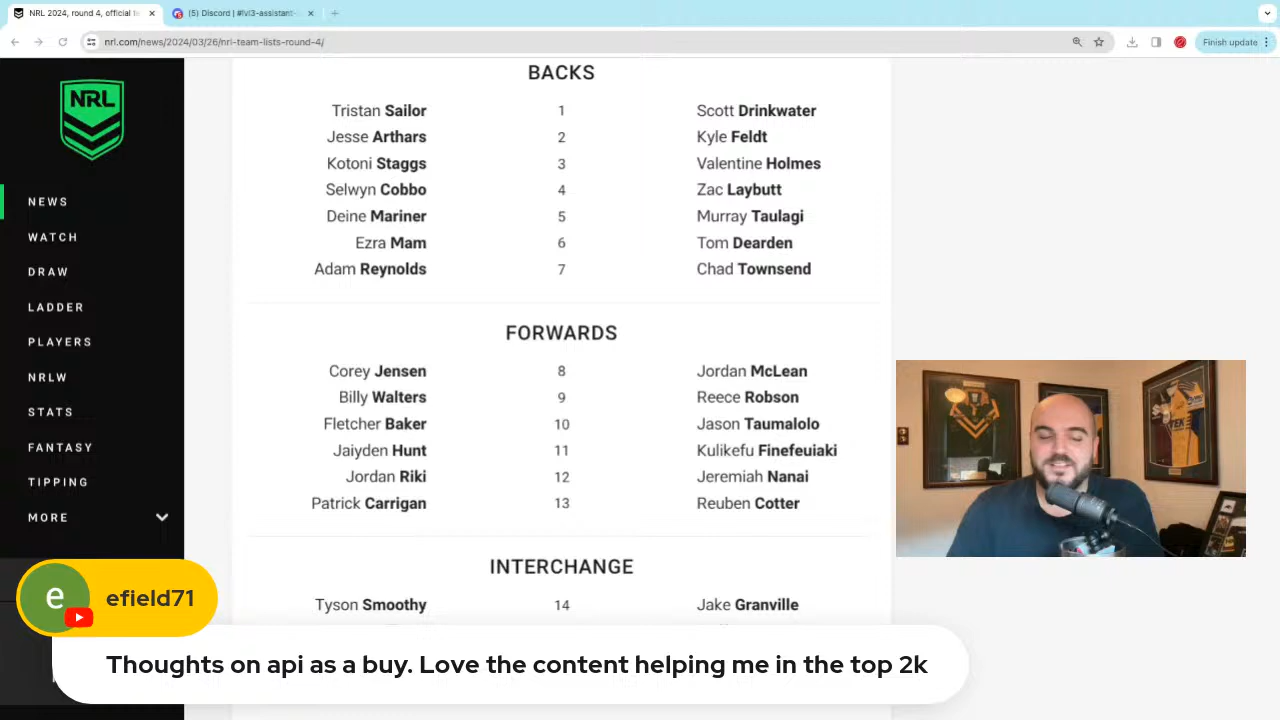 NRL 2024, round 4, official te
(5) Discord | #lvl3-assistant-
nrl.com/news/2024/03/26/nrl-team-lists-round-4/
Finish update
NRL
NEWS
WATCH
DRAW
LADDER
PLAYERS
NRLW
STATS
FANTASY
TIPPING
MORE
BACKS
Tristan Sailor 1 Scott Drinkwater
Jesse Arthars 2 Kyle Feldt
Kotoni Staggs 3 Valentine Holmes
Selwyn Cobbo 4 Zac Laybutt
Deine Mariner 5 Murray Taulagi
Ezra Mam 6 Tom Dearden
Adam Reynolds 7 Chad Townsend
FORWARDS
Corey Jensen 8 Jordan McLean
Billy Walters 9 Reece Robson
Fletcher Baker 10 Jason Taumalolo
Jaiyden Hunt 11 Kulikefu Finefeuiaki
Jordan Riki 12 Jeremiah Nanai
Patrick Carrigan 13 Reuben Cotter
INTERCHANGE
Tyson Smoothy 14 Jake Granville
e efield71
Thoughts on api as a buy. Love the content helping me in the top 2k